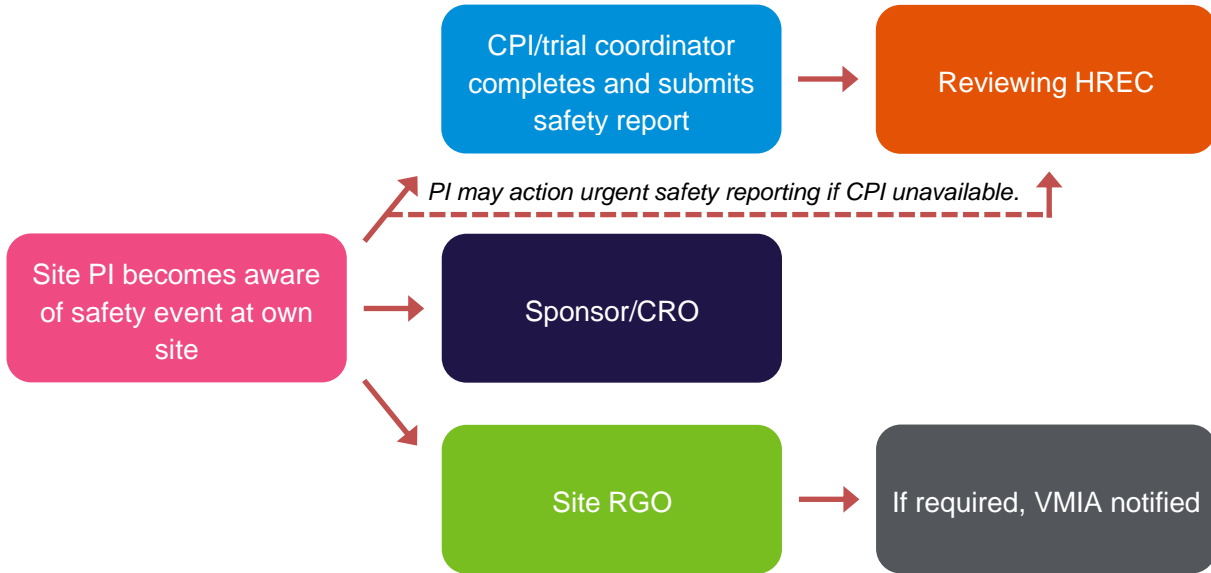 CPI/trial coordinator
completes and submits
safety report
Reviewing HREC
PI may action urgent safety reporting if CPI unavailable.
Site PI becomes aware
of safety event at own
site
Sponsor/CRO
Site RGO
If required, VMIA notified